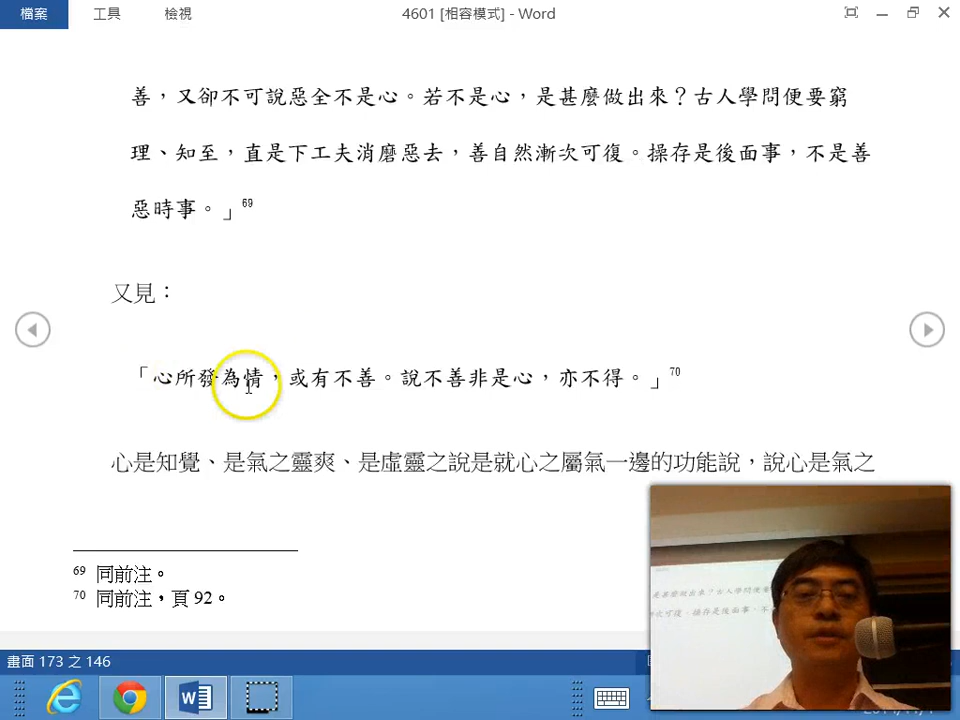 檔案 工具 檢視 4601 [相容模式] - Word
善，又卻不可說惡全不是心。若不是心，是甚麼做出來？古人學問便要窮
理、知至，直是下工夫消磨惡去，善自然漸次可復。操存是後面事，不是善
惡時事。」69
又見：
「心所發為情，或有不善。說不善非是心，亦不得。」70
心是知覺、是氣之靈爽、是虛靈之說是就心之屬氣一邊的功能說，說心是氣之
69 同前注。
70 同前注，頁 92。
畫面 173 之 146